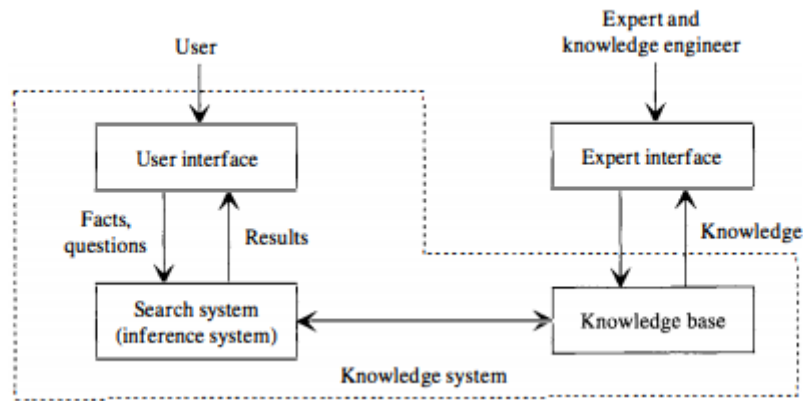 User
Expert and
knowledge engineer
User interface
Expert interface
Facts,
questions
Results
Knowledge
Search system
(inference system)
Knowledge base
Knowledge system